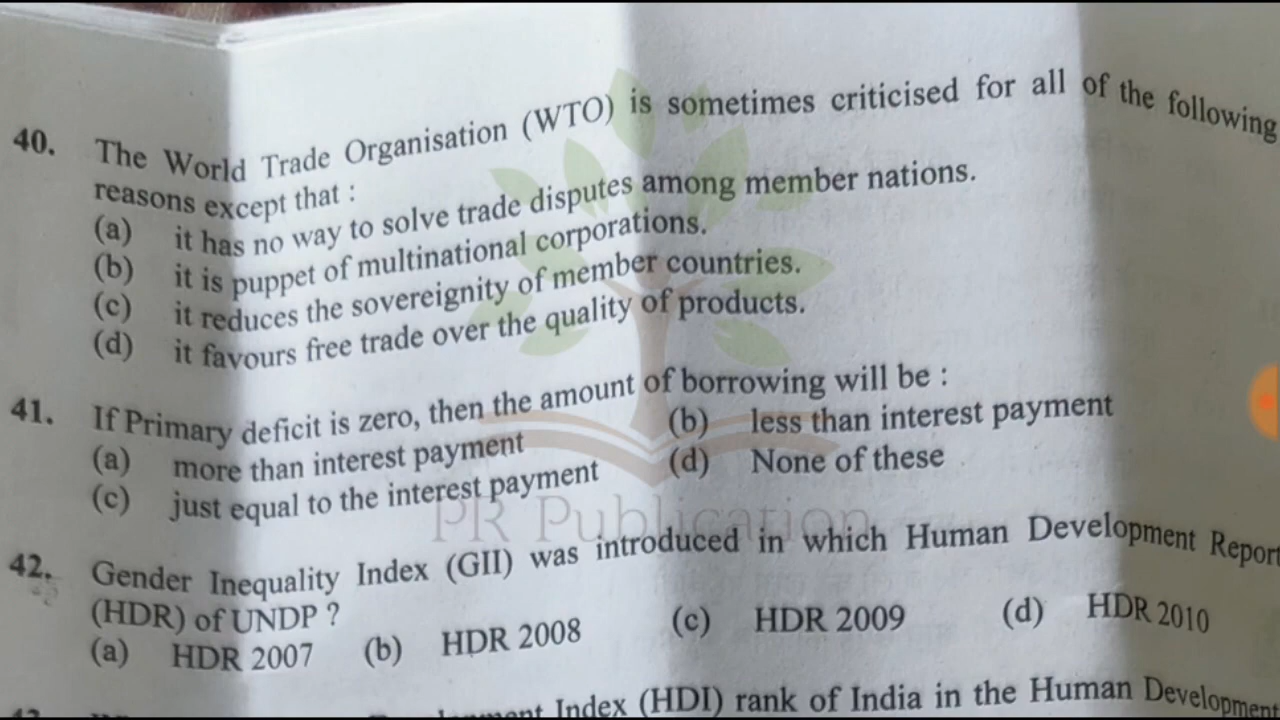 40. The World Trade Organisation (WTO) is sometimes criticised for all of the following
reasons except that :
(a) it has no way to solve trade disputes among member nations.
(b) it is puppet of multinational corporations.
(c) it reduces the sovereignity of member countries.
(d) it favours free trade over the quality of products.
41. If Primary deficit is zero, then the amount of borrowing will be :
(a) more than interest payment (b) less than interest payment
(c) just equal to the interest payment (d) None of these
PR Publication
42. Gender Inequality Index (GII) was introduced in which Human Development Report
(HDR) of UNDP ?
(a) HDR 2007 (b) HDR 2008 (c) HDR 2009 (d) HDR 2010
Index (HDI) rank of India in the Human Development